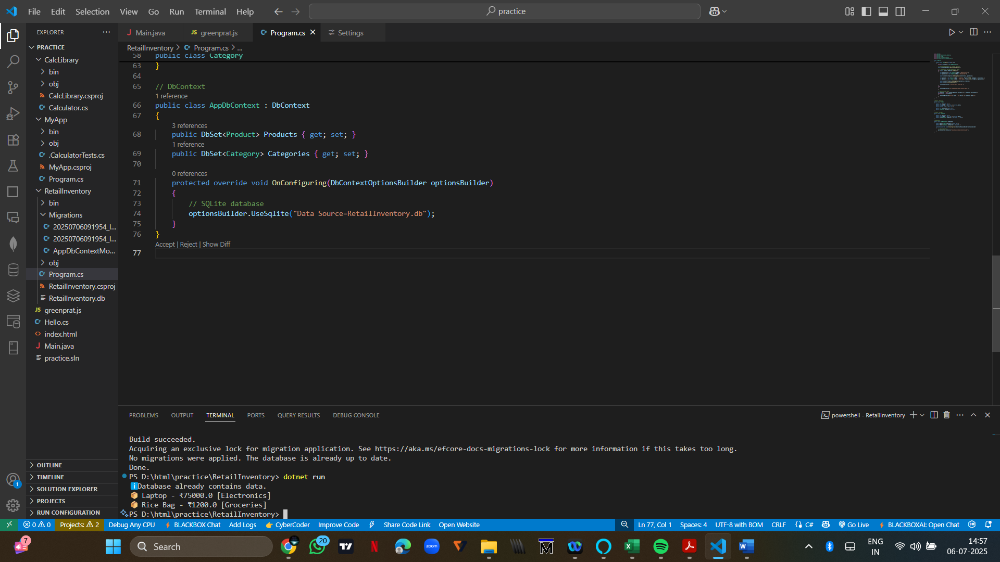 File Edit Selection View Go Run Terminal Help
practice
EXPLORER
PRACTICE
CalcLibrary
bin
obj
CalcLibrary.csproj
Calculator.cs
MyApp
bin
obj
.CalculatorTests.cs
MyApp.csproj
Program.cs
RetailInventory
bin
Migrations
20250706091954_I...
20250706091954_I...
AppDbContextMo...
obj
Program.cs
RetailInventory.csproj
RetailInventory.db
greenprat.js
Hello.cs
index.html
Main.java
practice.sln
OUTLINE
TIMELINE
SOLUTION EXPLORER
PROJECTS
RUN CONFIGURATION
Main.java
greenprat.js
Program.cs
Settings
RetailInventory > Program.cs > ...
58 public class Category
63 }
64
65 // DbContext
1 reference
66 public class AppDbContext : DbContext
67 {
3 references
68 public DbSet<Product> Products { get; set; }
1 reference
69 public DbSet<Category> Categories { get; set; }
70
0 references
71 protected override void OnConfiguring(DbContextOptionsBuilder optionsBuilder)
72 {
73 // SQLite database
74 optionsBuilder.UseSqlite("Data Source=RetailInventory.db");
75 }
76 }
Accept | Reject | Show Diff
77
PROBLEMS OUTPUT TERMINAL PORTS QUERY RESULTS DEBUG CONSOLE
powershell - RetailInventory
Build succeeded.
Acquiring an exclusive lock for migration application. See https://aka.ms/efcore-docs-migrations-lock for more information if this takes too long.
No migrations were applied. The database is already up to date.
Done.
PS D:\html\practice\RetailInventory> dotnet run
ℹ️Database already contains data.
📦 Laptop - ₹75000.0 [Electronics]
📦 Rice Bag - ₹1200.0 [Groceries]
PS D:\html\practice\RetailInventory>
1
0 0 Projects: 2 Debug Any CPU BLACKBOX Chat Add Logs CyberCoder Improve Code Share Code Link Open Website
Ln 77, Col 1 Spaces: 4 UTF-8 with BOM CRLF C# Go Live BLACKBOXAI: Open Chat
7
Search
20
zoom
ENG
IN
14:57
06-07-2025